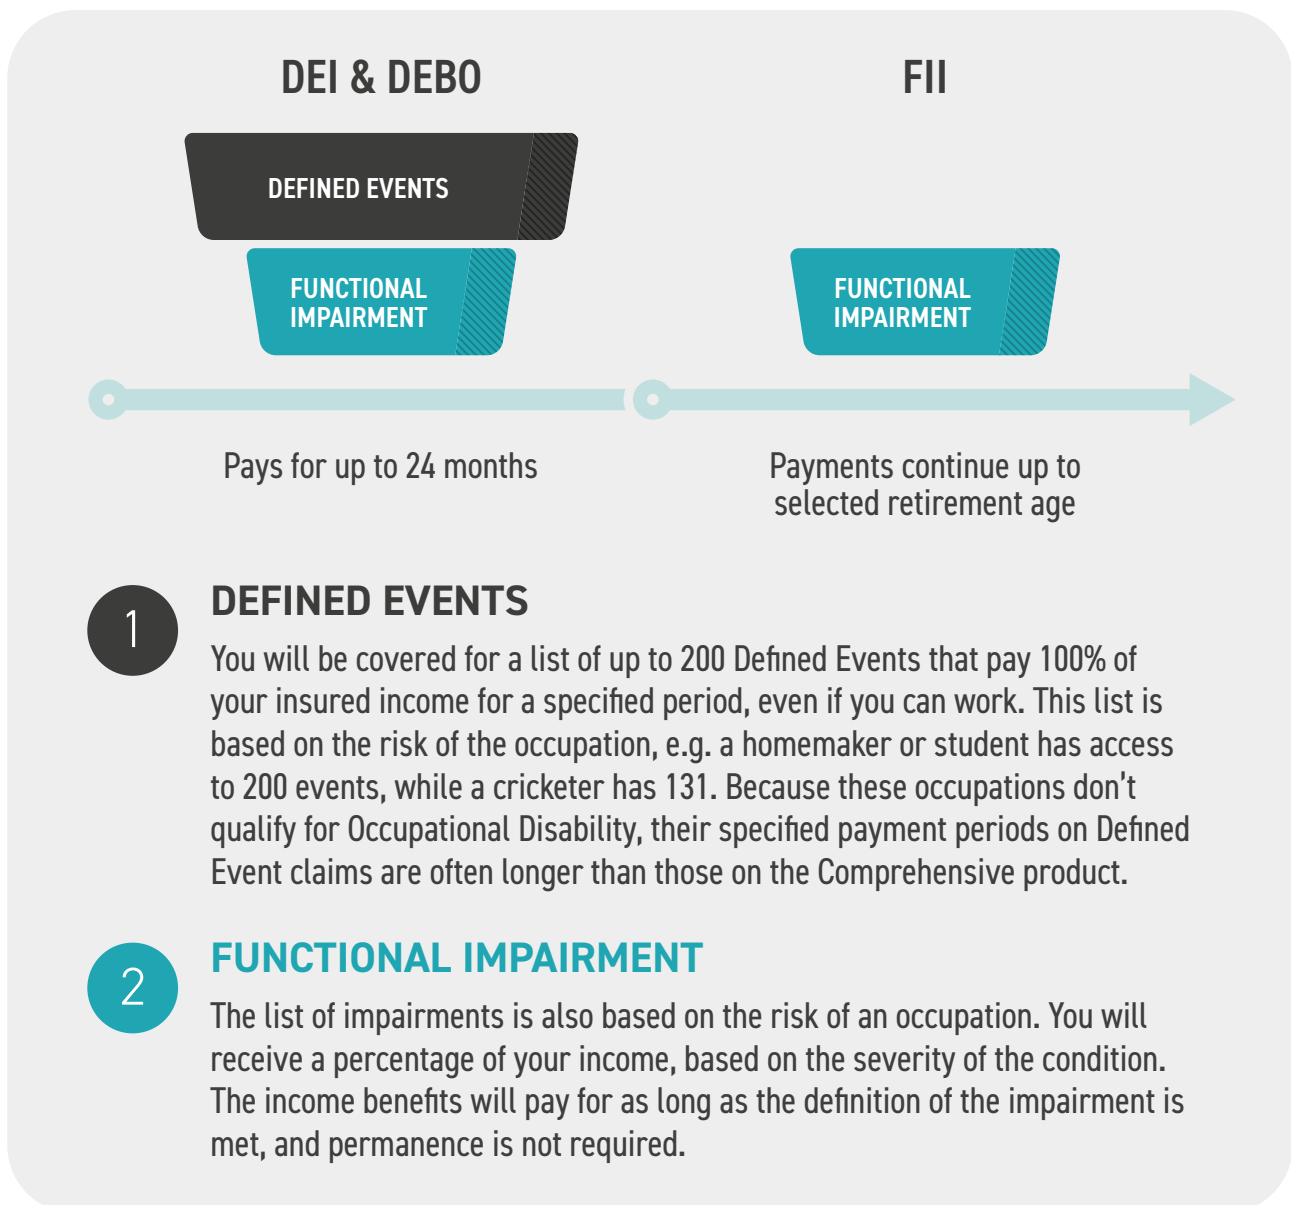 DEI & DEBO
FII
DEFINED EVENTS
FUNCTIONAL
IMPAIRMENT
FUNCTIONAL
IMPAIRMENT
Pays for up to 24 months
Payments continue up to
selected retirement age
1
DEFINED EVENTS
You will be covered for a list of up to 200 Defined Events that pay 100% of
your insured income for a specified period, even if you can work. This list is
based on the risk of the occupation, e.g. a homemaker or student has access
to 200 events, while a cricketer has 131. Because these occupations don't
qualify for Occupational Disability, their specified payment periods on Defined
Event claims are often longer than those on the Comprehensive product.
2
FUNCTIONAL IMPAIRMENT
The list of impairments is also based on the risk of an occupation. You will
receive a percentage of your income, based on the severity of the condition.
The income benefits will pay for as long as the definition of the impairment is
met, and permanence is not required.